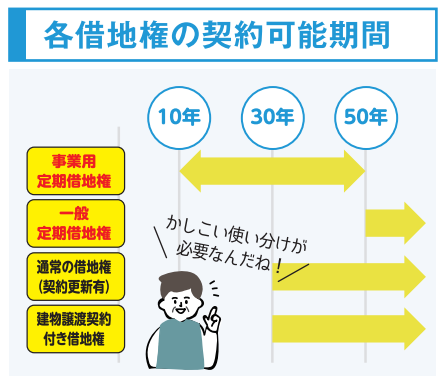 各借地権の契約可能期間
10年 30年 50年
事業用
定期借地権
一般
定期借地権
通常の借地権
(契約更新有)
建物譲渡契約
付き借地権
かしこい使い分けが
必要なんだね！